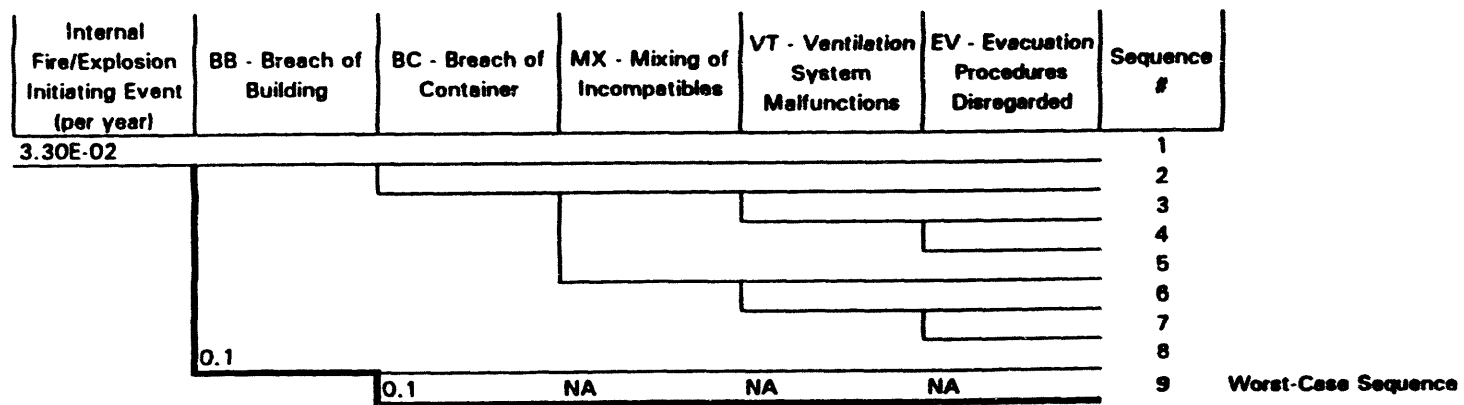 Internal
Fire/Explosion
Initiating Event
(per year)
BB - Breach of
Building
BC - Breach of
Container
MX - Mixing of
Incompatibles
VT - Ventilation
System
Malfunctions
EV - Evacuation
Procedures
Disregarded
Sequence
#
3.30E-02
1
2
3
4
5
6
7
8
0.1
0.1 NA NA NA 9 Worst-Case Sequence